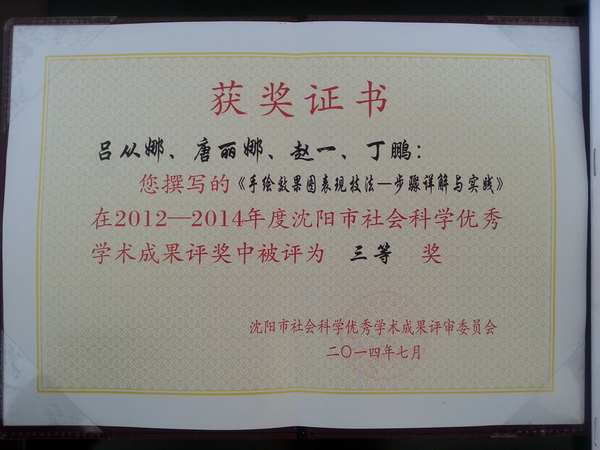 获奖证书
吕从娜、唐丽娜、赵一、丁鹏：
您撰写的《手绘效果图表现技法—步骤详解与实践》
在2012—2014年度沈阳市社会科学优秀
学术成果评奖中被评为 三等 奖
沈阳市社会科学优秀学术成果评审委员会
二〇一四年七月